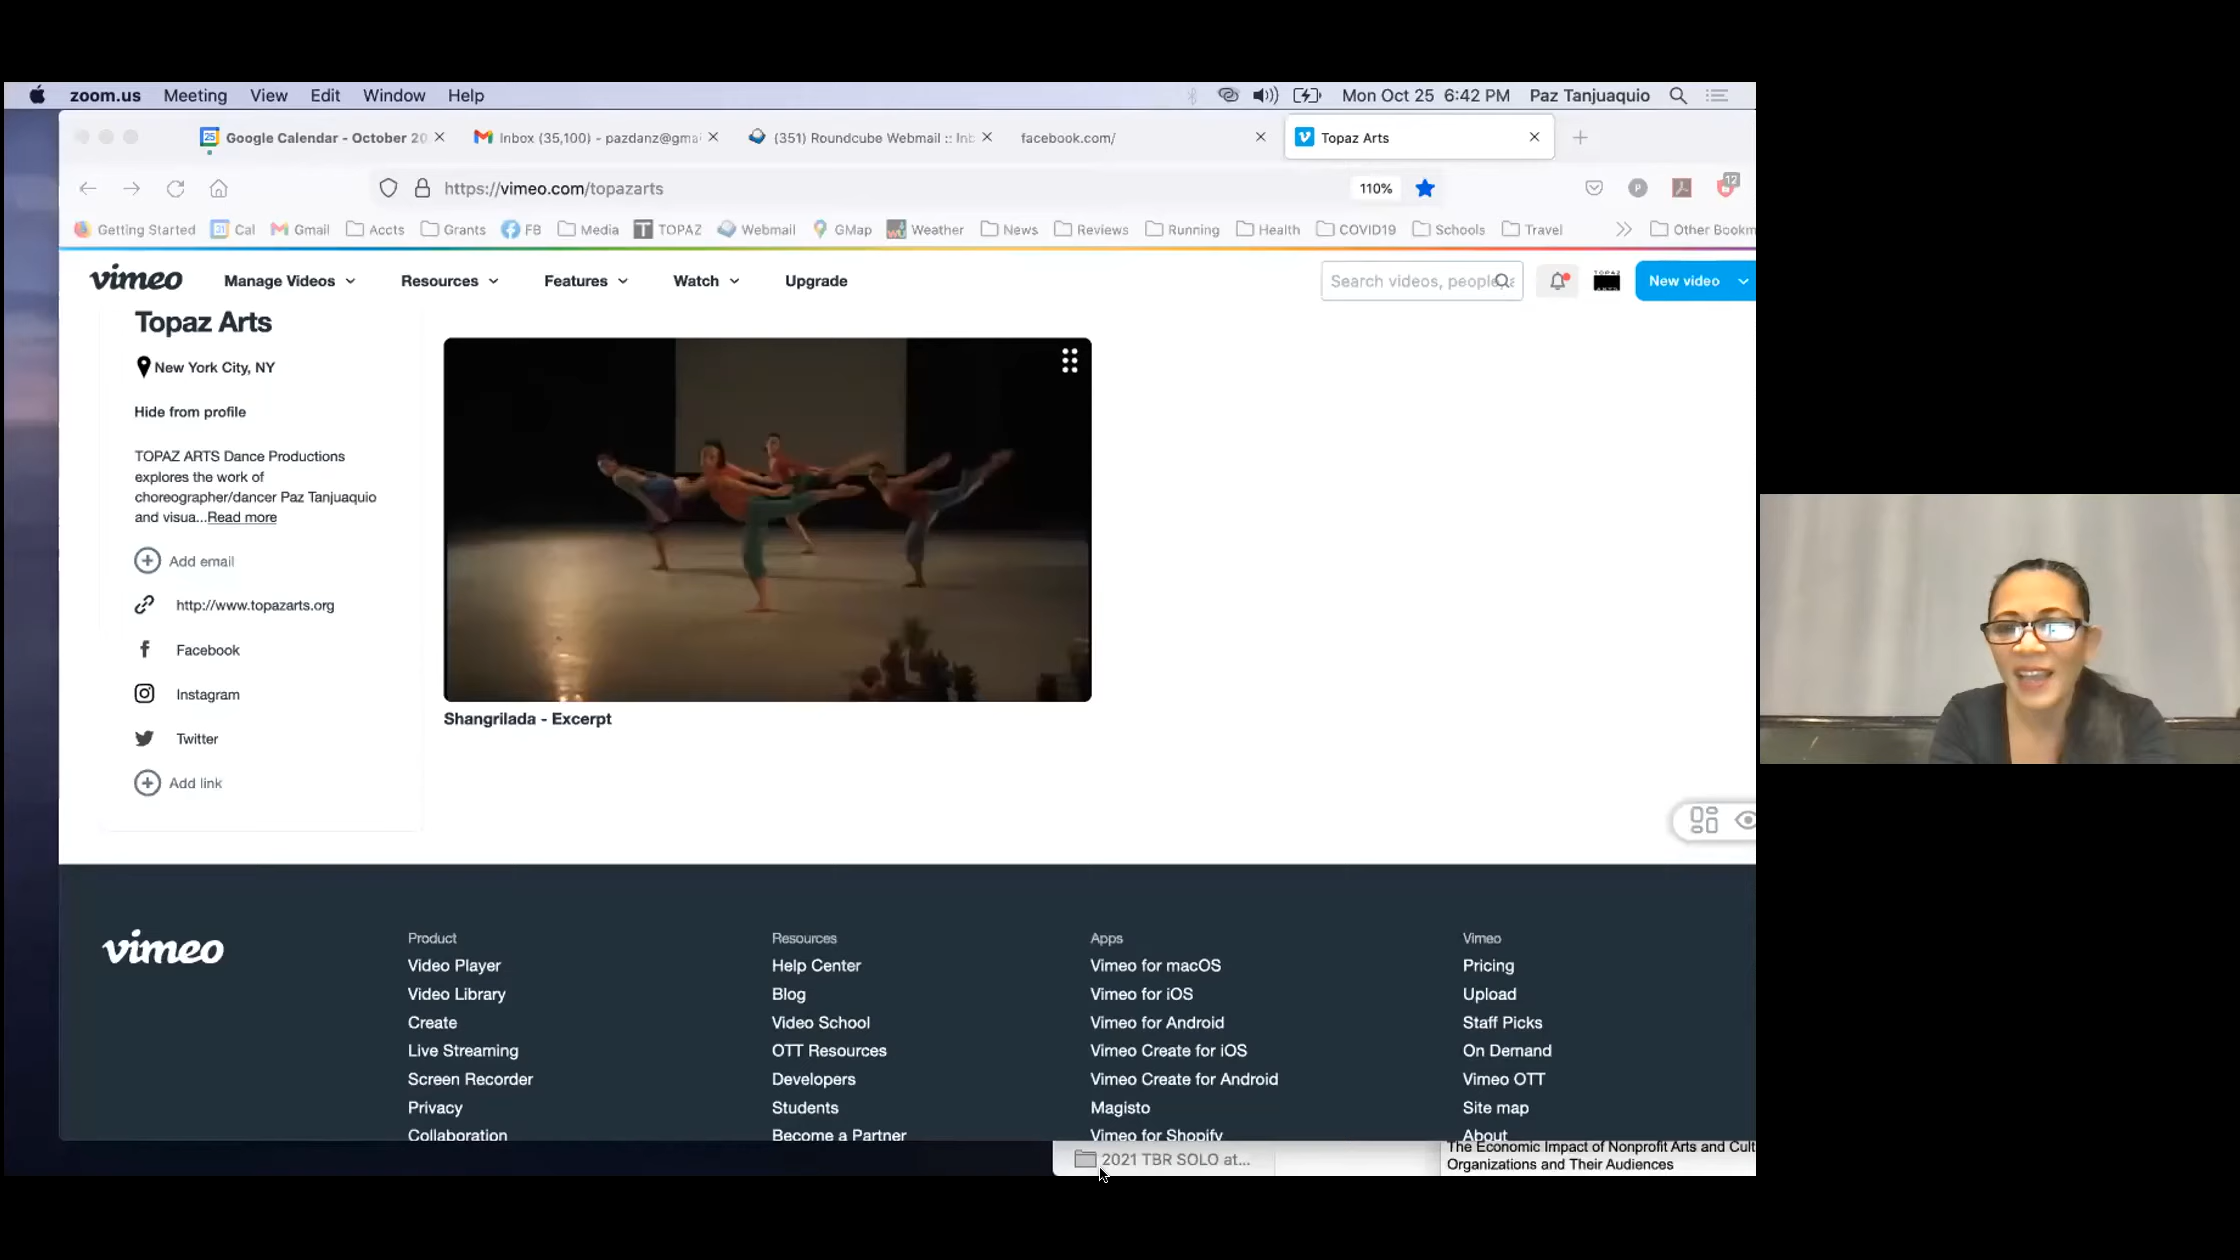 zoom.us Meeting View Edit Window Help Mon Oct 25 6:42 PM Paz Tanjuaquio
25 Google Calendar - October 20 Inbox (35,100) - pazdanz@gma (351) Roundcube Webmail :: Inb facebook.com/ Topaz Arts
https://vimeo.com/topazarts 110% P 12
Getting Started 31 Cal Gmail Accts Grants FB Media T TOPAZ Webmail GMap Weather News Reviews Running Health COVID19 Schools Travel Other Bookm
vimeo Manage Videos Resources Features Watch Upgrade Search videos, people, New video
Topaz Arts
New York City, NY
Hide from profile
TOPAZ ARTS Dance Productions
explores the work of
choreographer/dancer Paz Tanjuaquio
and visua...Read more
Add email
http://www.topazarts.org
Facebook
Instagram
Twitter
Add link
Shangrilada - Excerpt
vimeo
Product
Video Player
Video Library
Create
Live Streaming
Screen Recorder
Privacy
Collaboration
Resources
Help Center
Blog
Video School
OTT Resources
Developers
Students
Become a Partner
Apps
Vimeo for macOS
Vimeo for iOS
Vimeo for Android
Vimeo Create for iOS
Vimeo Create for Android
Magisto
Vimeo for Shopify
Vimeo
Pricing
Upload
Staff Picks
On Demand
Vimeo OTT
Site map
About
2021 TBR SOLO at...
The Economic Impact of Nonprofit Arts and Cult
Organizations and Their Audiences